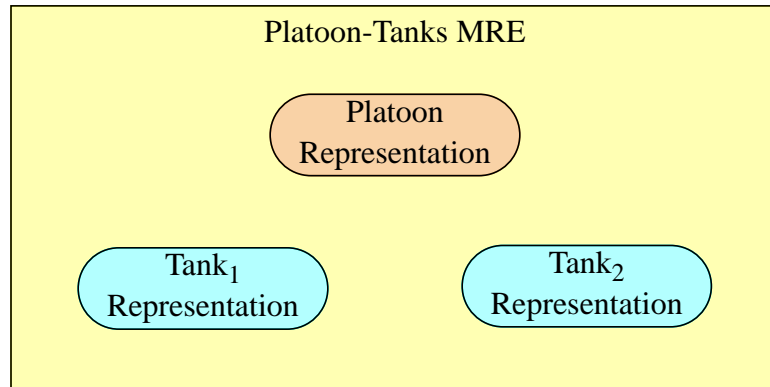 Platoon-Tanks MRE
Platoon
Representation
Tank₁
Representation
Tank₂
Representation